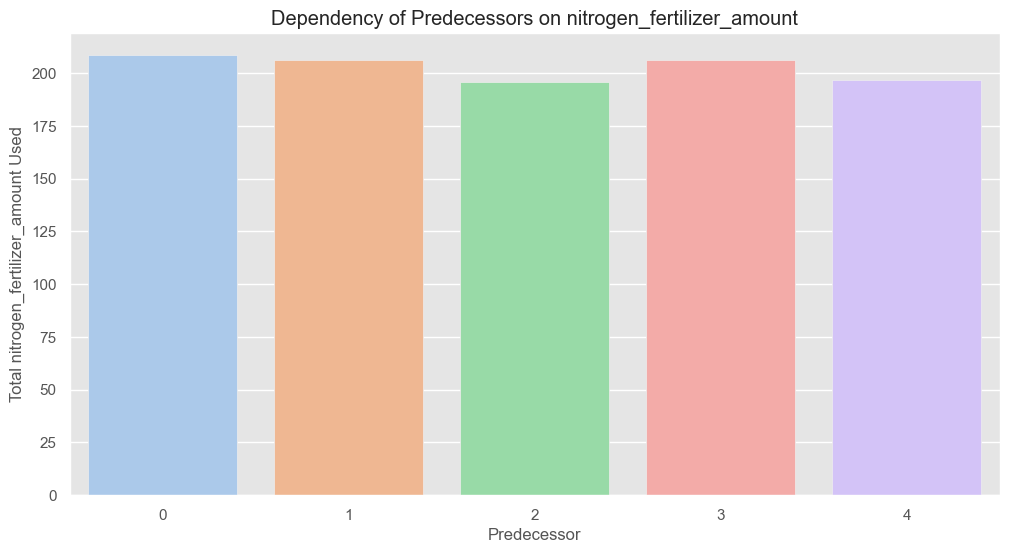 Dependency of Predecessors on nitrogen_fertilizer_amount
Total nitrogen_fertilizer_amount Used
200
175
150
125
100
75
50
25
0
0 1 2 3 4
Predecessor